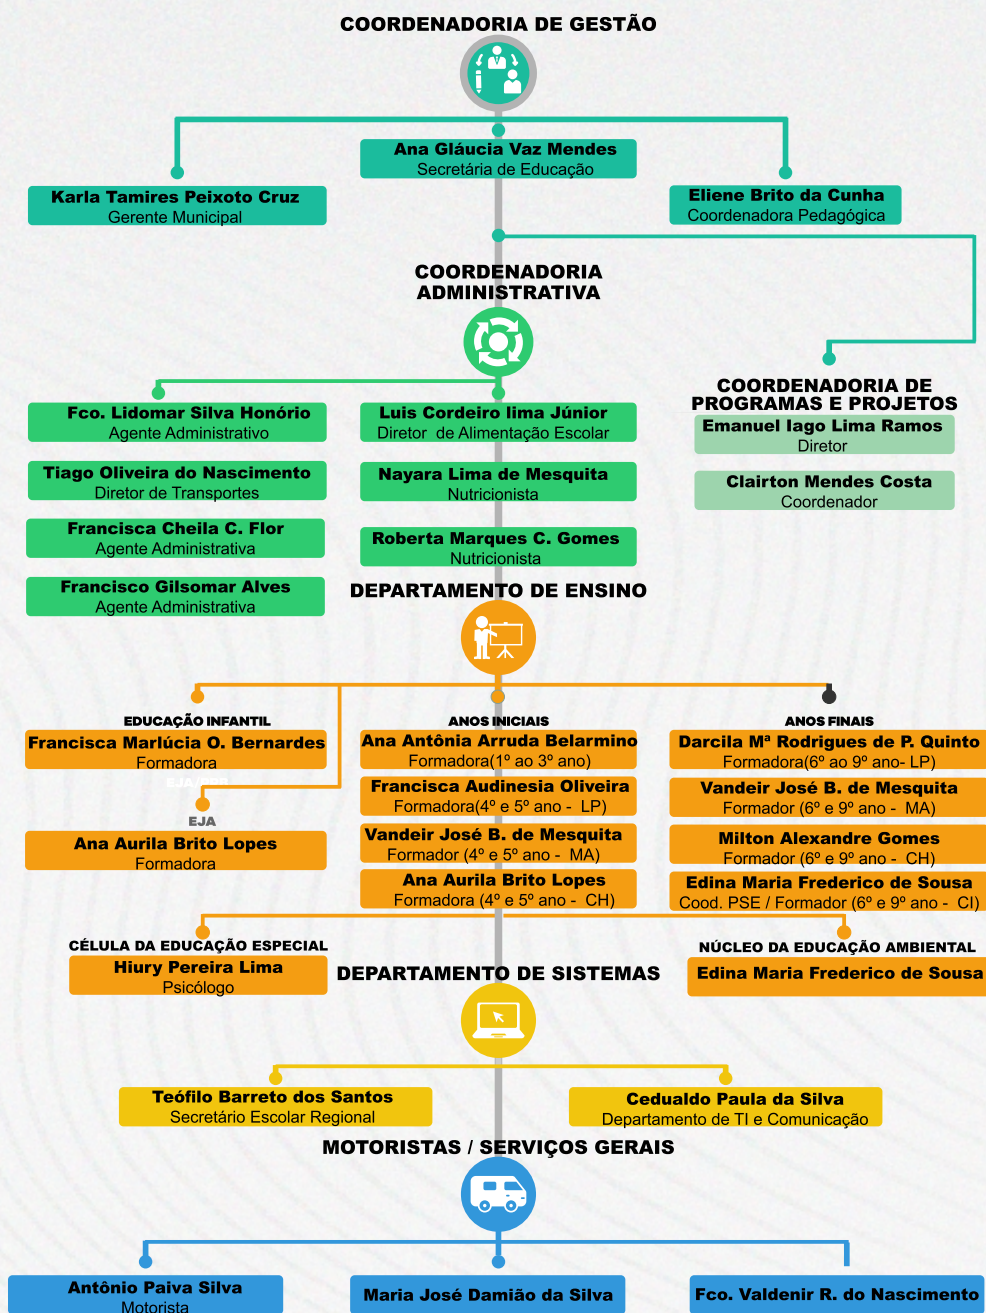 COORDENADORIA DE GESTÃO
Ana Gláucia Vaz Mendes
Secretária de Educação
Karla Tamires Peixoto Cruz
Gerente Municipal
Eliene Brito da Cunha
Coordenadora Pedagógica
COORDENADORIA
ADMINISTRATIVA
Fco. Lidomar Silva Honório
Agente Administrativo
Tiago Oliveira do Nascimento
Diretor de Transportes
Francisca Cheila C. Flor
Agente Administrativa
Francisco Gilsomar Alves
Agente Administrativa
Luis Cordeiro lima Júnior
Diretor de Alimentação Escolar
Nayara Lima de Mesquita
Nutricionista
Roberta Marques C. Gomes
Nutricionista
COORDENADORIA DE
PROGRAMAS E PROJETOS
Emanuel Iago Lima Ramos
Diretor
Clairton Mendes Costa
Coordenador
DEPARTAMENTO DE ENSINO
EDUCAÇÃO INFANTIL
Francisca Marlúcia O. Bernardes
Formadora
EJA
EJA
Ana Aurila Brito Lopes
Formadora
ANOS INICIAIS
Ana Antônia Arruda Belarmino
Formadora(1º ao 3º ano)
Francisca Audinesia Oliveira
Formadora(4º e 5º ano - LP)
Vandeir José B. de Mesquita
Formador (4º e 5º ano - MA)
Ana Aurila Brito Lopes
Formadora (4º e 5º ano - CH)
ANOS FINAIS
Darcila Mª Rodrigues de P. Quinto
Formadora(6º ao 9º ano- LP)
Vandeir José B. de Mesquita
Formador (6º e 9º ano - MA)
Milton Alexandre Gomes
Formador (6º e 9º ano - CH)
Edina Maria Frederico de Sousa
Cood. PSE / Formador (6º e 9º ano - CI)
CÉLULA DA EDUCAÇÃO ESPECIAL
Hiury Pereira Lima
Psicólogo
NÚCLEO DA EDUCAÇÃO AMBIENTAL
Edina Maria Frederico de Sousa
DEPARTAMENTO DE SISTEMAS
Teófilo Barreto dos Santos
Secretário Escolar Regional
Cedualdo Paula da Silva
Departamento de TI e Comunicação
MOTORISTAS / SERVIÇOS GERAIS
Antônio Paiva Silva
Motorista
Maria José Damião da Silva
Fco. Valdenir R. do Nascimento